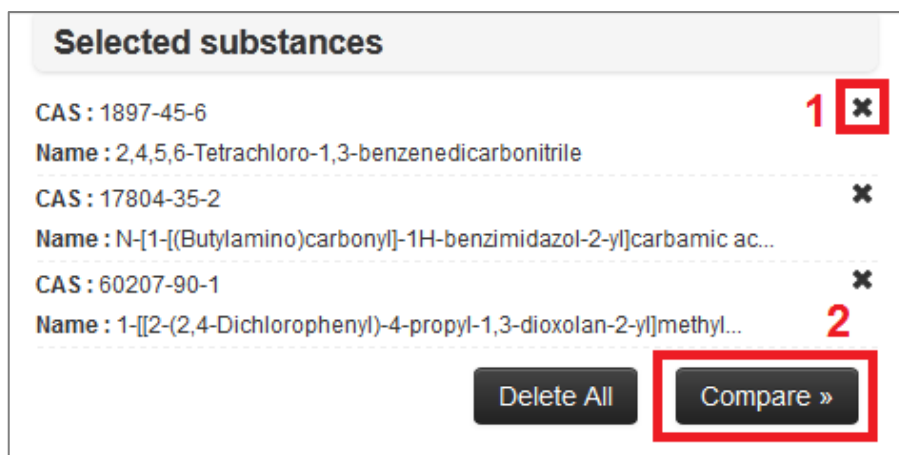 Selected substances
CAS : 1897-45-6
1 ✖
Name : 2,4,5,6-Tetrachloro-1,3-benzenedicarbonitrile
CAS : 17804-35-2
✖
Name : N-[1-[(Butylamino)carbonyl]-1H-benzimidazol-2-yl]carbamic ac...
CAS : 60207-90-1
✖
Name : 1-[[2-(2,4-Dichlorophenyl)-4-propyl-1,3-dioxolan-2-yl]methyl...
2
Delete All
Compare »